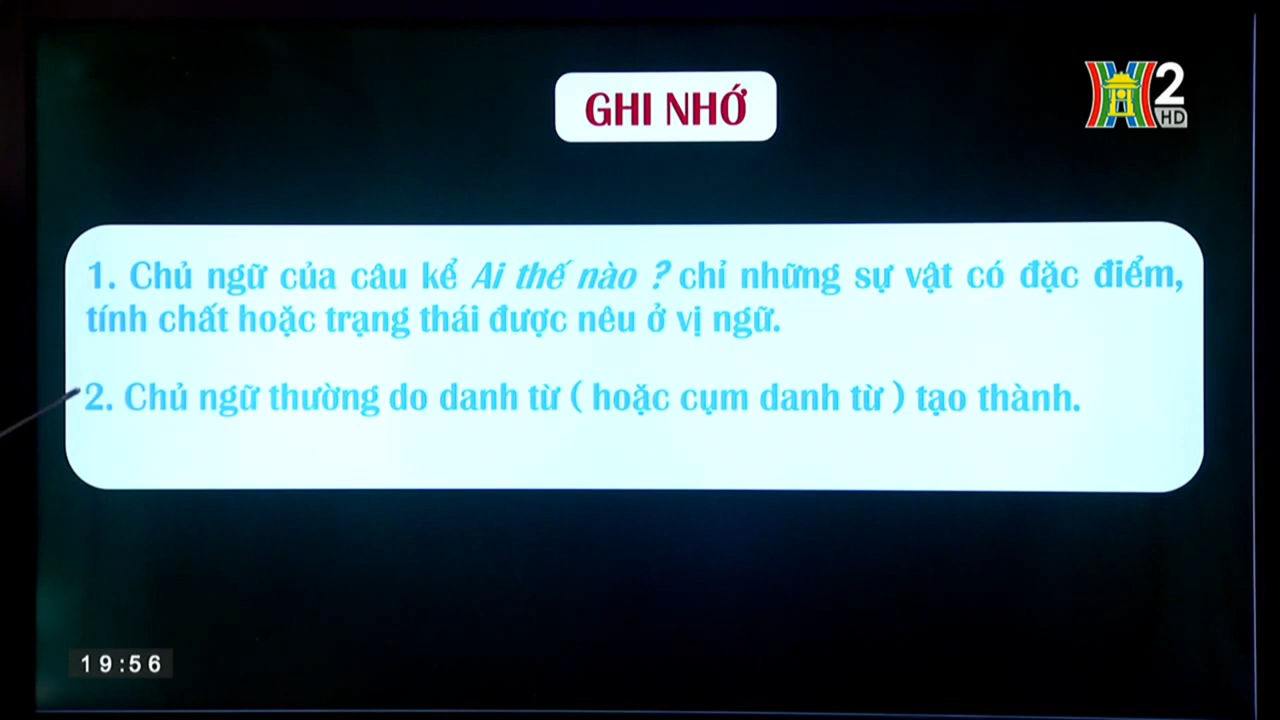 GHI NHỚ
2
HD
1. Chủ ngữ của câu kể Ai thế nào ? chỉ những sự vật có đặc điểm,
tính chất hoặc trạng thái được nêu ở vị ngữ.
2. Chủ ngữ thường do danh từ ( hoặc cụm danh từ ) tạo thành.
19:56